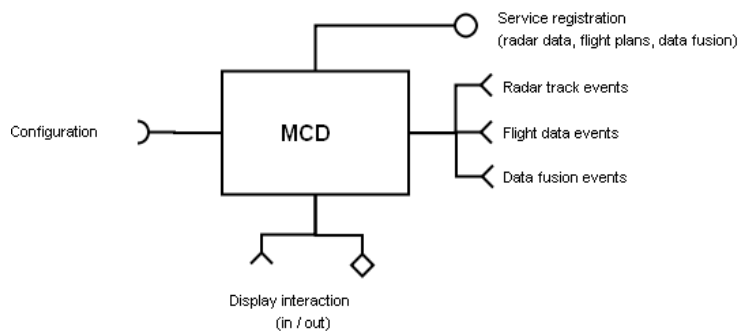 Service registration
(radar data, flight plans, data fusion)
Radar track events
Configuration
MCD
Flight data events
Data fusion events
Display interaction
(in / out)